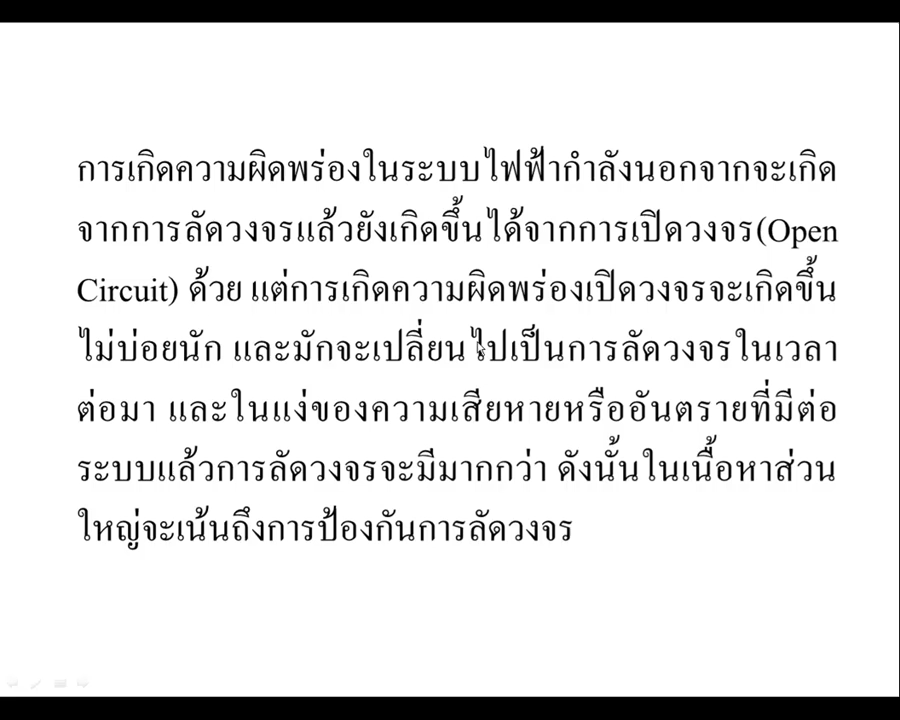 การเกิดความผิดพร่องในระบบไฟฟ้ากำลังนอกจากจะเกิด
จากการลัดวงจรแล้วยังเกิดขึ้นได้จากการเปิดวงจร(Open
Circuit) ด้วย แต่การเกิดความผิดพร่องเปิดวงจรจะเกิดขึ้น
ไม่บ่อยนัก และมักจะเปลี่ยนไปเป็นการลัดวงจรในเวลา
ต่อมา และในแง่ของความเสียหายหรืออันตรายที่มีต่อ
ระบบแล้วการลัดวงจรจะมีมากกว่า ดังนั้นในเนื้อหาส่วน
ใหญ่จะเน้นถึงการป้องกันการลัดวงจร